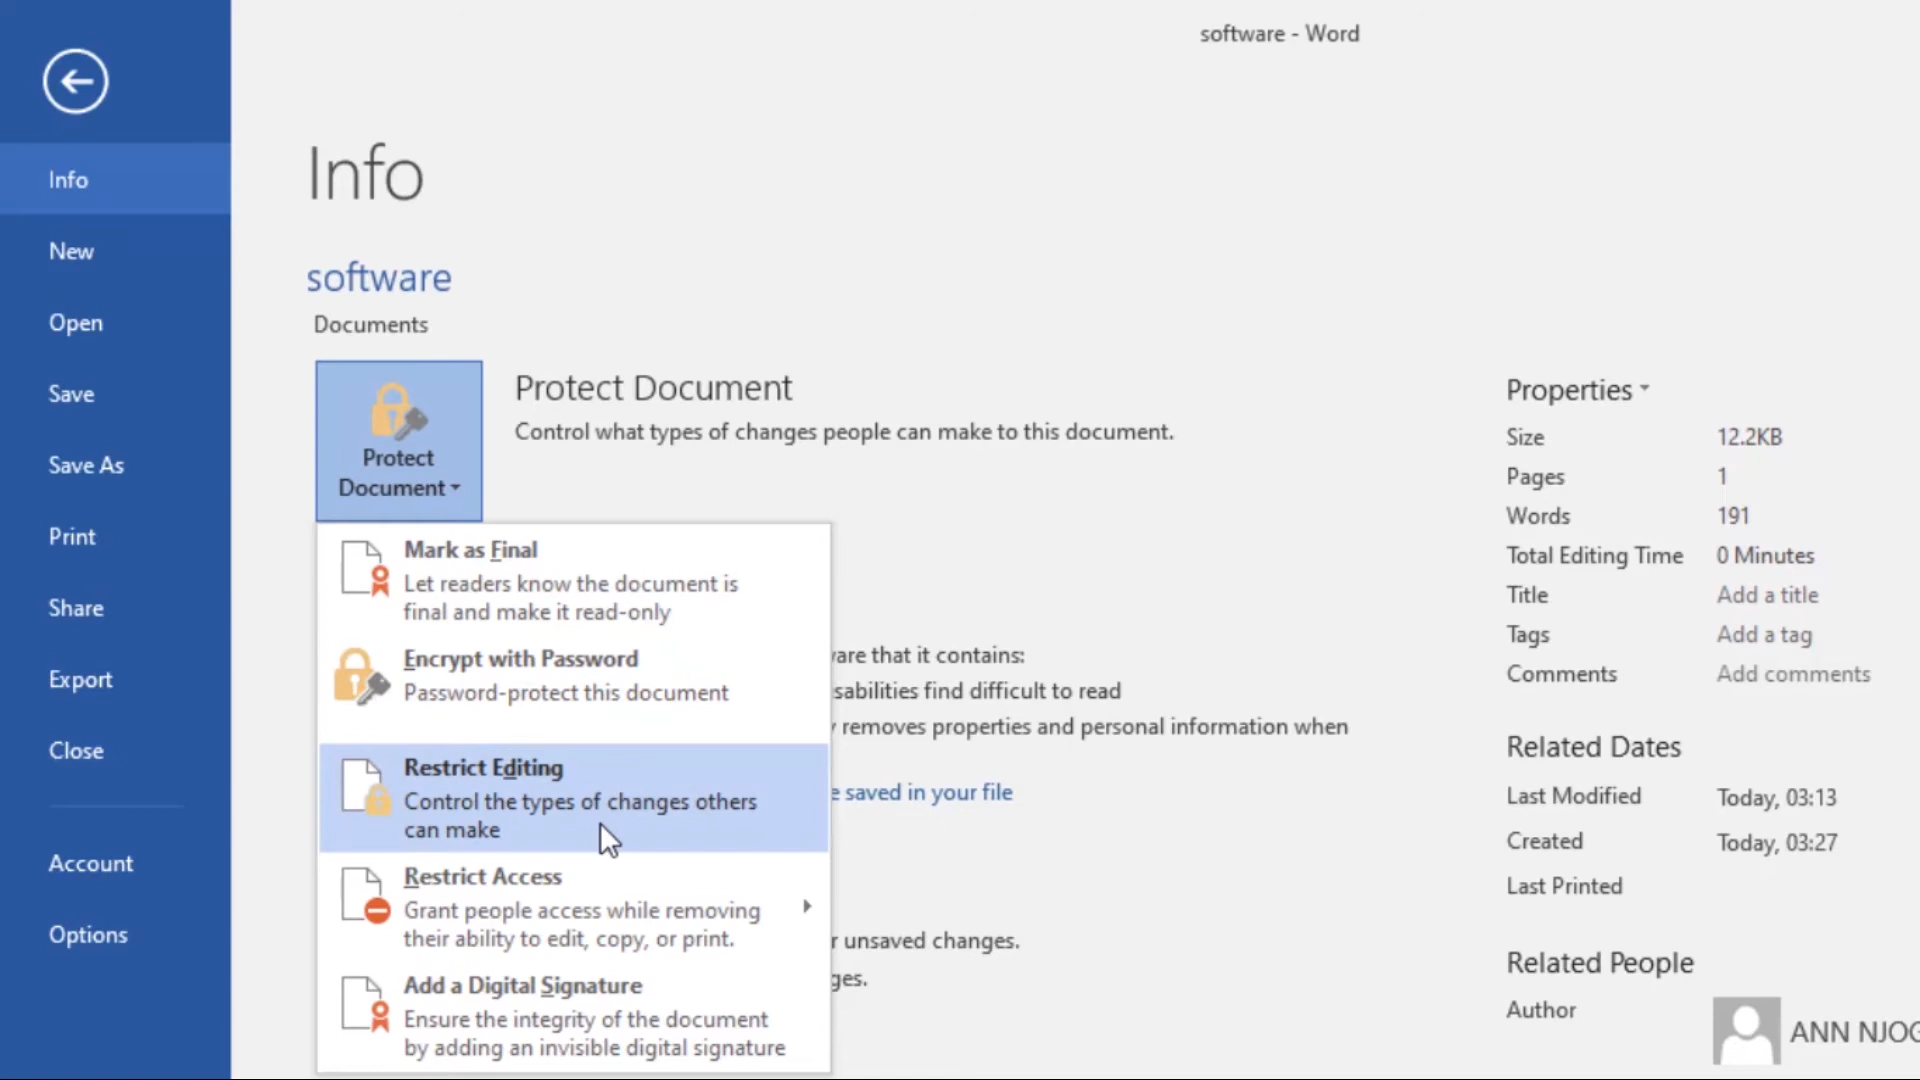 software - Word
Info
New
Open
Save
Save As
Print
Share
Export
Close
Account
Options
Info
software
Documents
Protect
Document
Protect Document
Control what types of changes people can make to this document.
Mark as Final
Let readers know the document is
final and make it read-only
Encrypt with Password
Password-protect this document
Restrict Editing
Control the types of changes others
can make
Restrict Access
Grant people access while removing
their ability to edit, copy, or print.
Add a Digital Signature
Ensure the integrity of the document
by adding an invisible digital signature
that it contains:
find difficult to read
removes properties and personal information when
saved in your file
unsaved changes.
Properties
Size 12.2KB
Pages 1
Words 191
Total Editing Time 0 Minutes
Title Add a title
Tags Add a tag
Comments Add comments
Related Dates
Last Modified Today, 03:13
Created Today, 03:27
Last Printed
Related People
Author
ANN